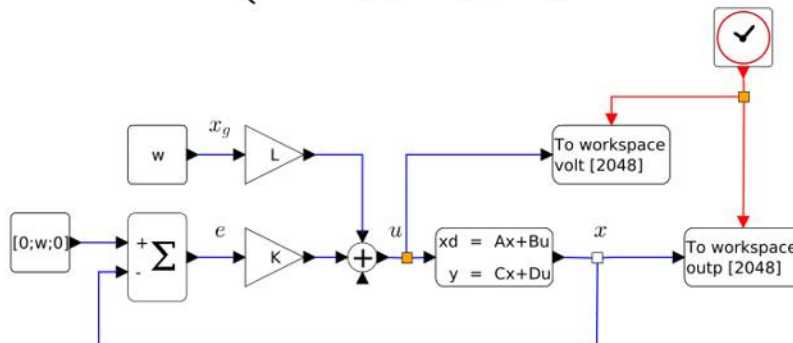 x_g
w
L
To workspace
volt [2048]
[0;w;0]
+
-
Σ
e
K
+
u
xd = Ax+Bu
y = Cx+Du
x
To workspace
outp [2048]